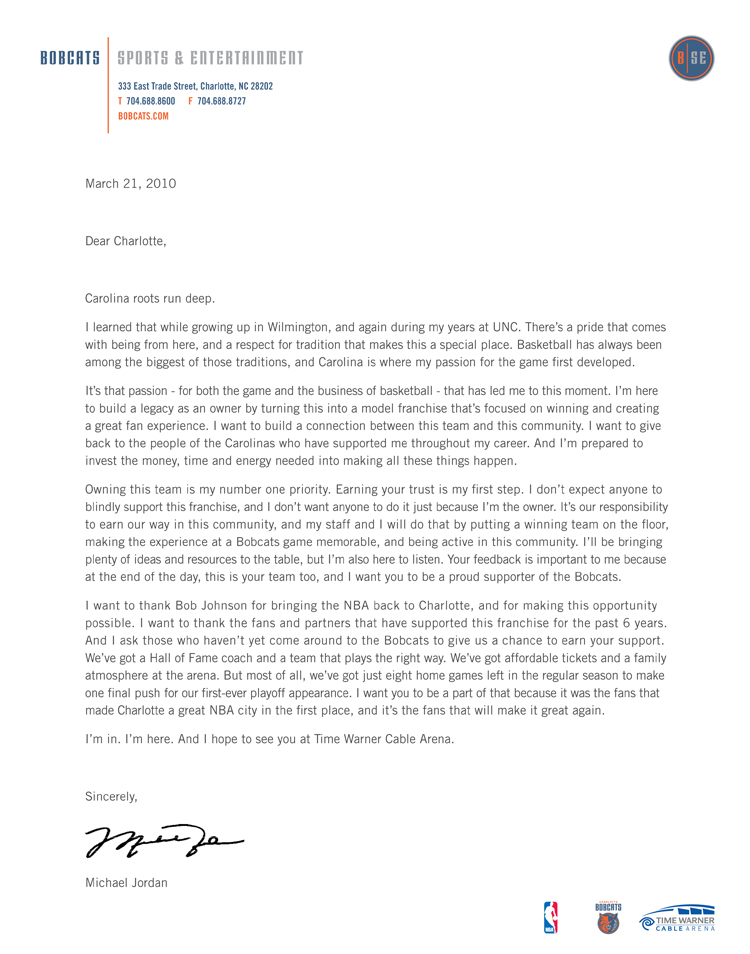 BOBCATS SPORTS & ENTERTAINMENT
BSE
333 East Trade Street, Charlotte, NC 28202
T 704.688.8600 F 704.688.8727
BOBCATS.COM
March 21, 2010
Dear Charlotte,
Carolina roots run deep.
I learned that while growing up in Wilmington, and again during my years at UNC. There's a pride that comes
with being from here, and a respect for tradition that makes this a special place. Basketball has always been
among the biggest of those traditions, and Carolina is where my passion for the game first developed.
It's that passion - for both the game and the business of basketball - that has led me to this moment. I'm here
to build a legacy as an owner by turning this into a model franchise that's focused on winning and creating
a great fan experience. I want to build a connection between this team and this community. I want to give
back to the people of the Carolinas who have supported me throughout my career. And I'm prepared to
invest the money, time and energy needed into making all these things happen.
Owning this team is my number one priority. Earning your trust is my first step. I don't expect anyone to
blindly support this franchise, and I don't want anyone to do it just because I'm the owner. It's our responsibility
to earn our way in this community, and my staff and I will do that by putting a winning team on the floor,
making the experience at a Bobcats game memorable, and being active in this community. I'll be bringing
plenty of ideas and resources to the table, but I'm also here to listen. Your feedback is important to me because
at the end of the day, this is your team too, and I want you to be a proud supporter of the Bobcats.
I want to thank Bob Johnson for bringing the NBA back to Charlotte, and for making this opportunity
possible. I want to thank the fans and partners that have supported this franchise for the past 6 years.
And I ask those who haven't yet come around to the Bobcats to give us a chance to earn your support.
We've got a Hall of Fame coach and a team that plays the right way. We've got affordable tickets and a family
atmosphere at the arena. But most of all, we've got just eight home games left in the regular season to make
one final push for our first-ever playoff appearance. I want you to be a part of that because it was the fans that
made Charlotte a great NBA city in the first place, and it's the fans that will make it great again.
I'm in. I'm here. And I hope to see you at Time Warner Cable Arena.
Sincerely,
Michael Jordan
NBA
BOBCATS
TIME WARNER
CABLE ARENA